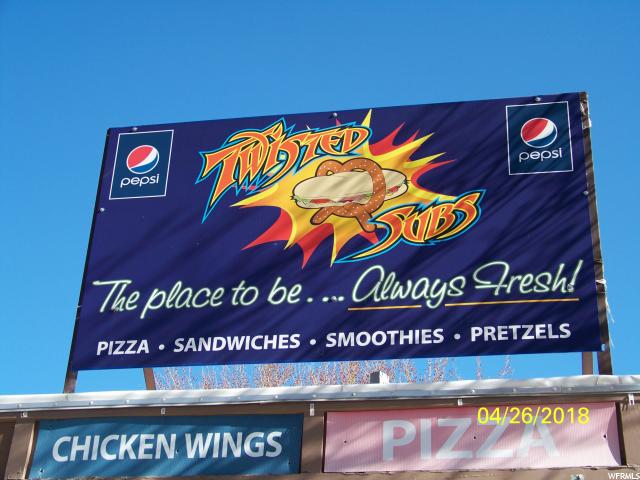 TWISTED
SUBS
pepsi
pepsi
The place to be.... Always Fresh!
PIZZA • SANDWICHES • SMOOTHIES • PRETZELS
CHICKEN WINGS
PIZZA
04/26/2018
WFRMLS